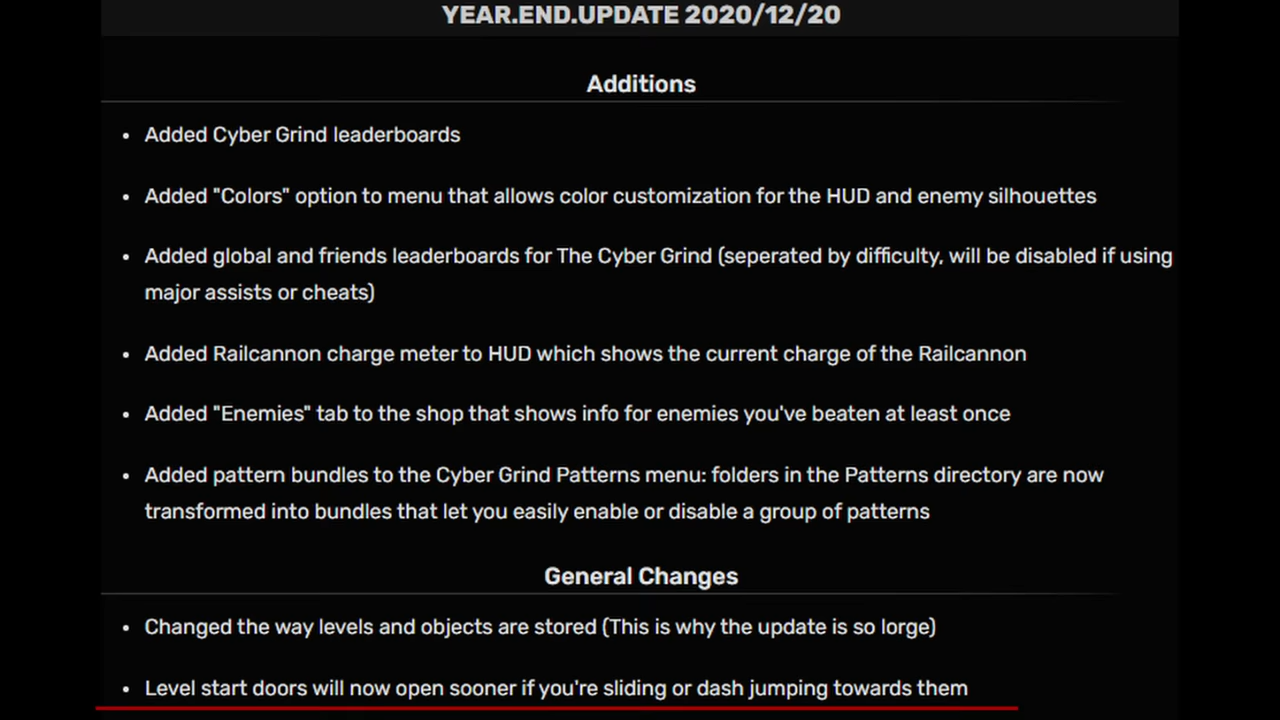 YEAR.END.UPDATE 2020/12/20
Additions
• Added Cyber Grind leaderboards
• Added "Colors" option to menu that allows color customization for the HUD and enemy silhouettes
• Added global and friends leaderboards for The Cyber Grind (seperated by difficulty, will be disabled if using
major assists or cheats)
• Added Railcannon charge meter to HUD which shows the current charge of the Railcannon
• Added "Enemies" tab to the shop that shows info for enemies you've beaten at least once
• Added pattern bundles to the Cyber Grind Patterns menu: folders in the Patterns directory are now
transformed into bundles that let you easily enable or disable a group of patterns
General Changes
• Changed the way levels and objects are stored (This is why the update is so lorge)
• Level start doors will now open sooner if you're sliding or dash jumping towards them